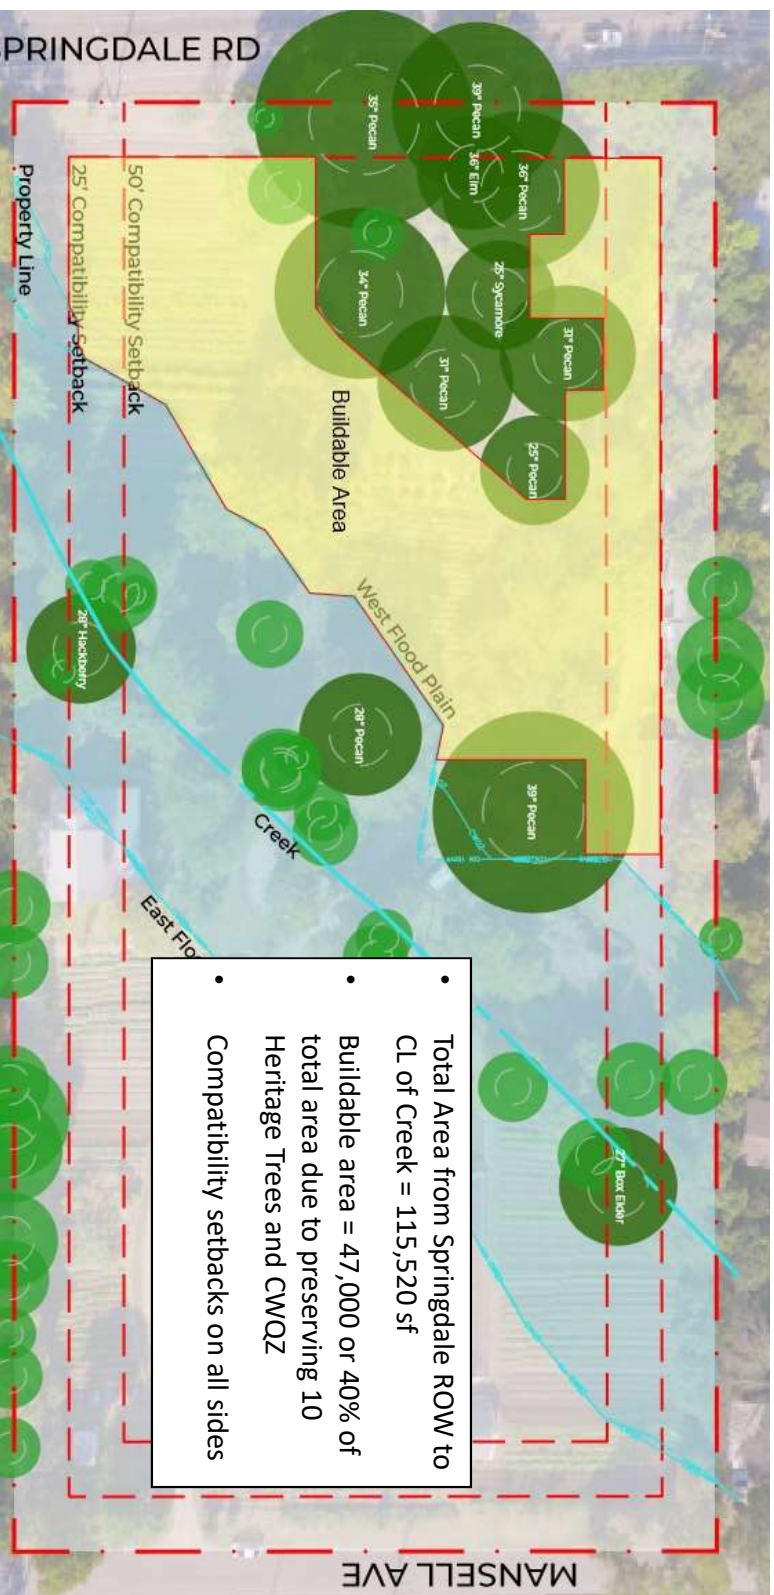 SPRINGDALE RD
35" Pecan
39" Pecan
36" Elm
36" Pecan
34" Pecan
25" Sycamore
31" Pecan
31" Pecan
25" Pecan
Property Line
25' Compatibility Setback
50' Compatibility Setback
Buildable Area
West Flood Plain
28" Hackberry
28" Pecan
39" Pecan
Creek
East Floo
27" Box Elder
• Total Area from Springdale ROW to
CL of Creek = 115,520 sf
• Buildable area = 47,000 or 40% of
total area due to preserving 10
Heritage Trees and CWQZ
• Compatibility setbacks on all sides
MANSELL AVE